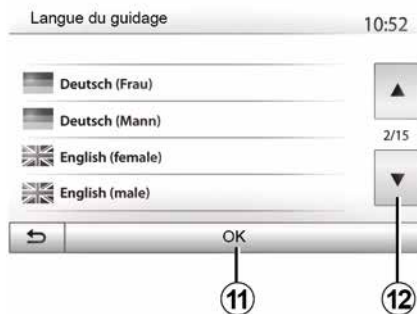 Langue du guidage 10:52
Deutsch (Frau)
Deutsch (Mann)
2/15
English (female)
English (male)
OK
11 12